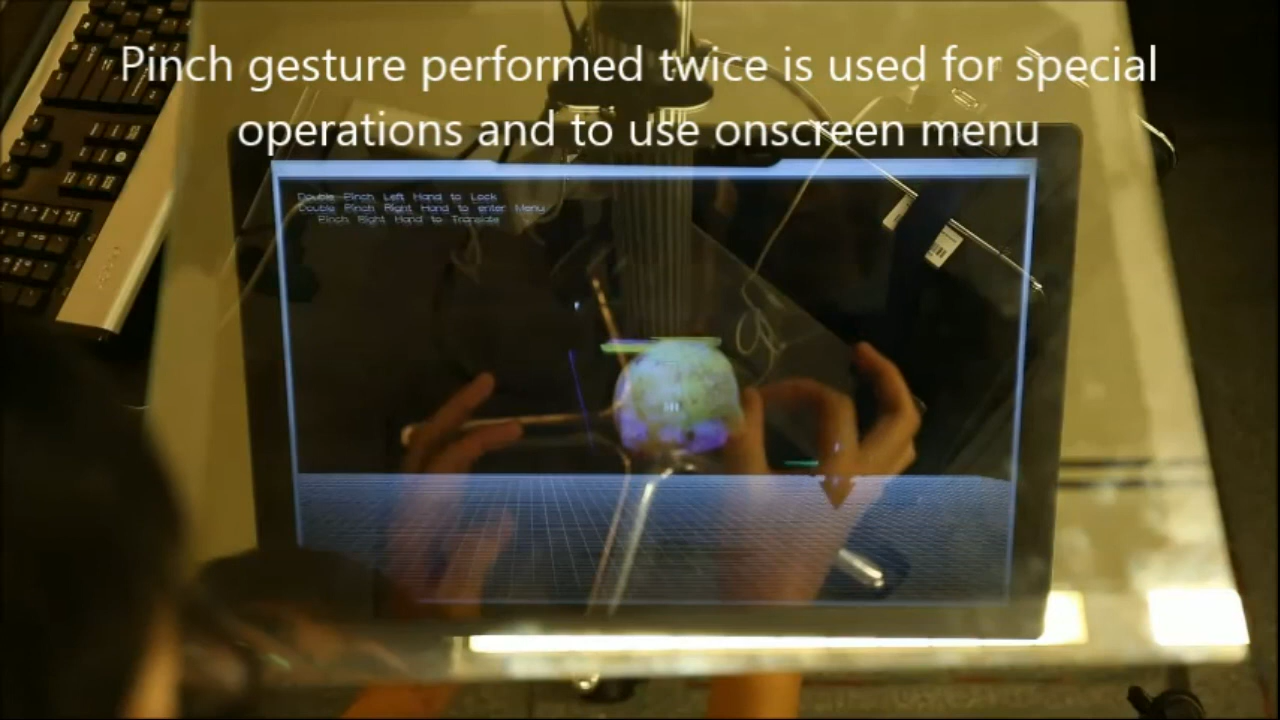 Pinch gesture performed twice is used for special
operations and to use onscreen menu
Double Pinch Left Hand to Lock
Double Pinch Right Hand to enter Menu
Pinch Right Hand to Translate